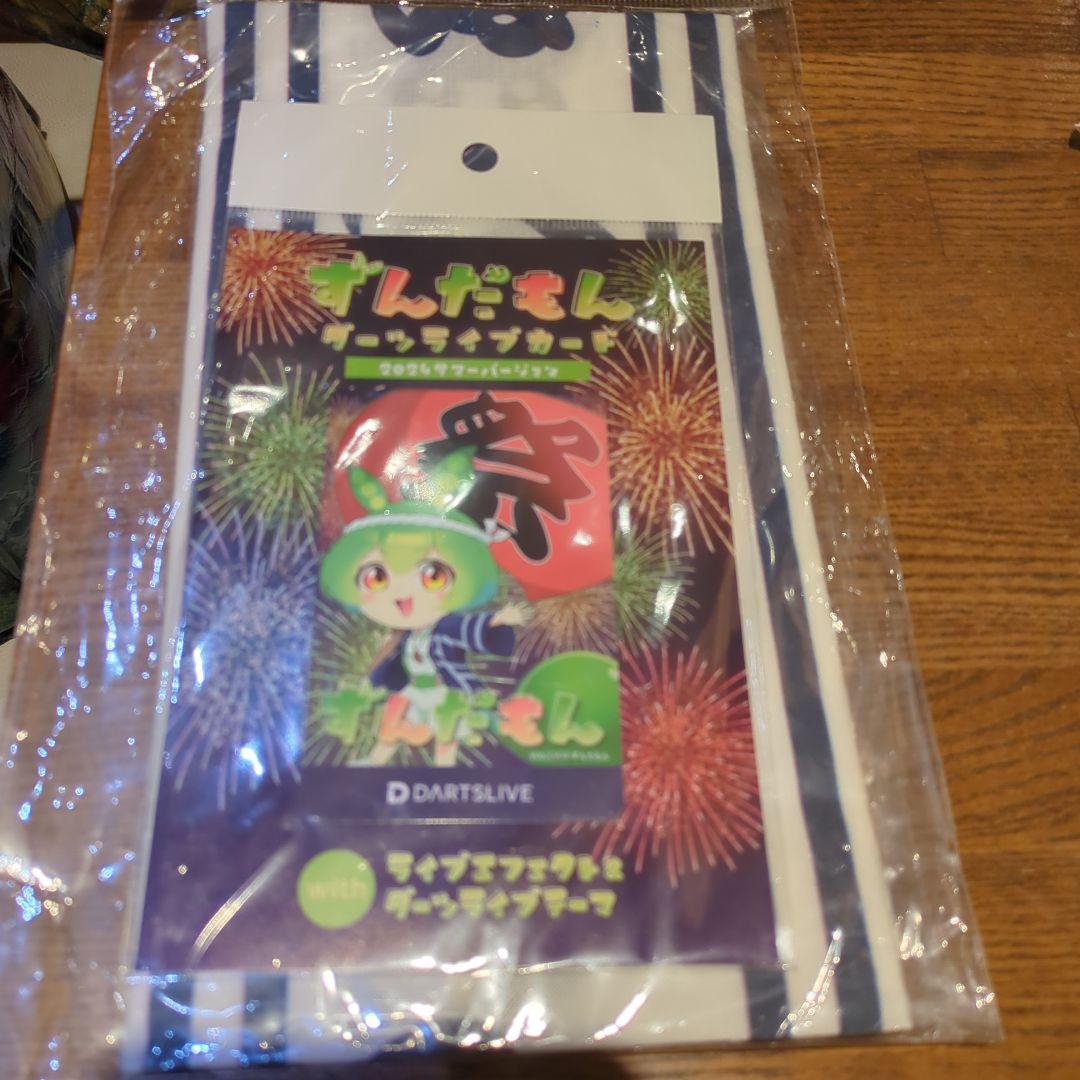 ずんだもん
ダーツライブカード
2024サマーバージョン
祭
ずんだもん
DARTSLIVE
with
ライブエフェクト&
ダーツライブテーマ